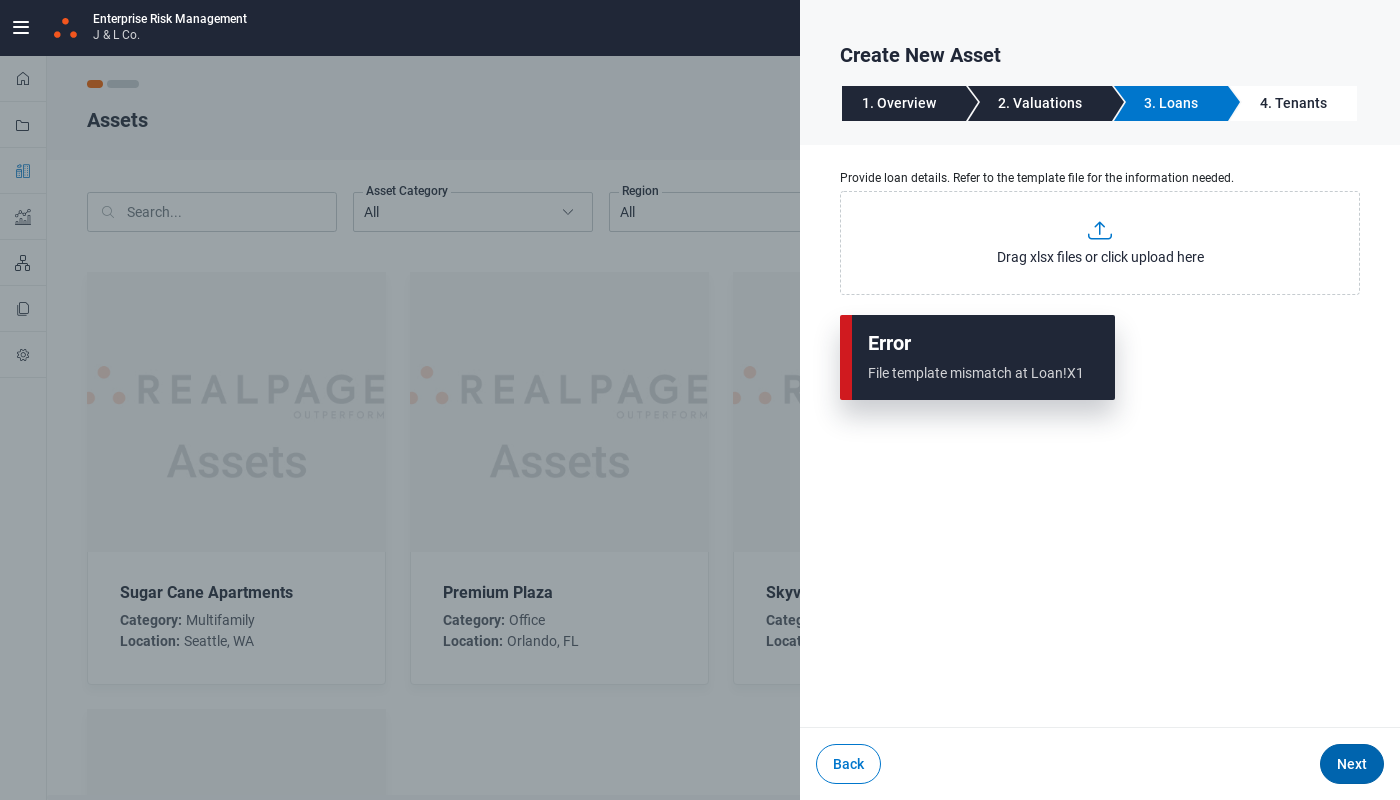 Enterprise Risk Management
J & L Co.
Assets
Search...
Asset Category
All
Region
All
REALPAGE
OUTPERFORM
Assets
REALPAGE
OUTPERFORM
Assets
Sugar Cane Apartments
Category: Multifamily
Location: Seattle, WA
Premium Plaza
Category: Office
Location: Orlando, FL
Create New Asset
1. Overview
2. Valuations
3. Loans
4. Tenants
Provide loan details. Refer to the template file for the information needed.
Drag xlsx files or click upload here
Error
File template mismatch at Loan!X1
Back
Next